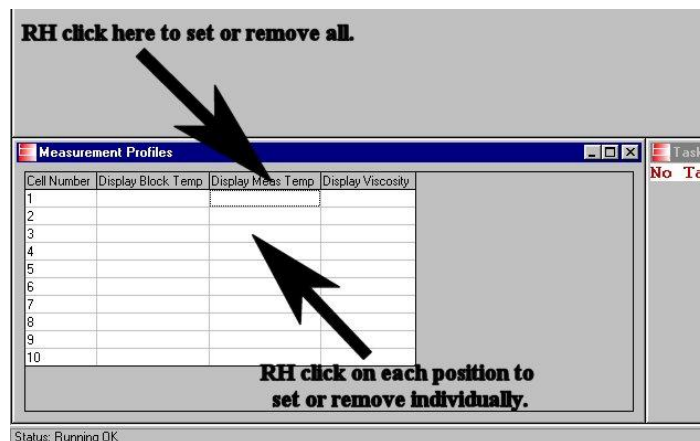 RH click here to set or remove all.
Measurement Profiles
Task
No Ta
Cell Number Display Block Temp Display Meas Temp Display Viscosity
1
2
3
4
5
6
7
8
9
10
RH click on each position to
set or remove individually.
Status: Running OK